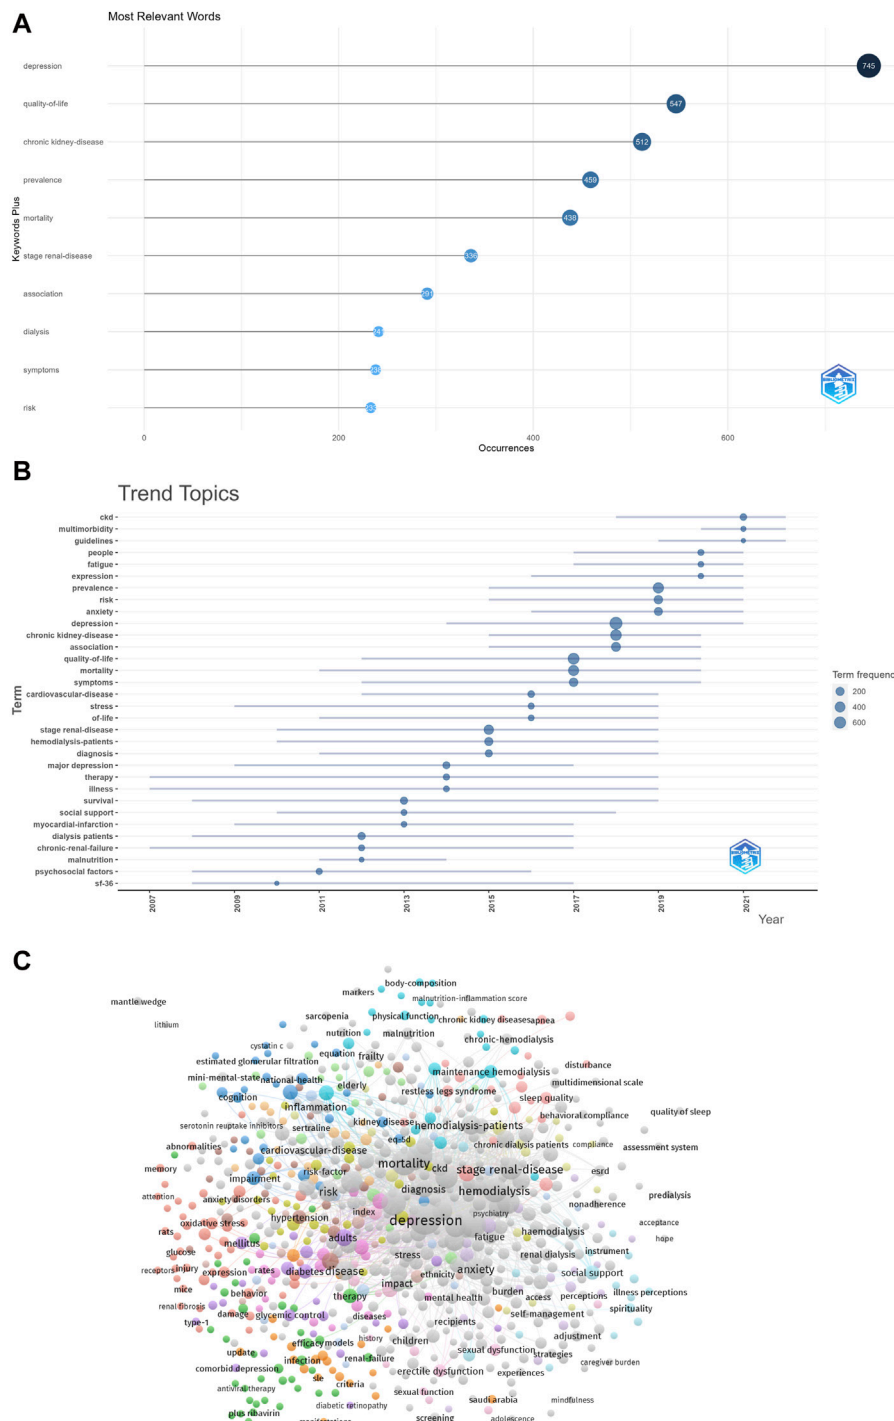 A
Most Relevant Words
Keywords Plus
depression
745
quality-of-life
547
chronic kidney-disease
512
prevalence
459
mortality
438
stage renal-disease
336
association
291
dialysis
241
symptoms
risk
BIBLIOMETRIX
0
200
400
600
Occurrences
B
Trend Topics
Term
ckd
multimorbidity
guidelines
people
fatigue
expression
prevalence
risk
anxiety
depression
chronic kidney-disease
association
quality-of-life
mortality
symptoms
cardiovascular-disease
stress
of-life
stage renal-disease
hemodialysis-patients
diagnosis
major depression
therapy
illness
survival
social support
myocardial-infarction
dialysis patients
chronic-renal-failure
malnutrition
psychosocial factors
sf-36
Term frequenc
200
400
600
BIBLIOMETRIX
2007
2009
2011
2013
2015
2017
2019
2021
Year
C
body-composition
markers
malnutrition-inflammation score
mantle wedge
sarcopenia
physical function
chronic kidney diseases
apnea
lithium
nutrition
malnutrition
chronic-hemodialysis
cystatin c
equation
frailty
estimated glomerular filtration
disturbance
maintenance hemodialysis
mini-mental-state
national-health
elderly
multidimensional scale
cognition
restless legs syndrome
sleep quality
inflammation
behavioral compliance
quality of sleep
serotonin reuptake inhibitors
sertraline
kidney disease
hemodialysis-patients
eq-5d
abnormalities
cardiovascular-disease
chronic dialysis patients
compliance
assessment system
memory
mortality
ckd
stage renal-disease
esrd
impairment
risk-factor
attention
anxiety disorders
risk
diagnosis
hemodialysis
predialysis
nonadherence
index
psychiatry
oxidative stress
hypertension
depression
acceptance
rats
adults
fatigue
haemodialysis
hope
mellitus
glucose
stress
renal dialysis
instrument
receptors
injury
expression
rates
diabetes
disease
ethnicity
anxiety
social support
mice
behavior
therapy
impact
mental health
burden
access
perceptions
illness perceptions
renal fibrosis
damage
glycemic control
diseases
recipients
self-management
spirituality
type-1
history
children
adjustment
update
efficacy
models
sexual dysfunction
strategies
comorbid depression
infection
renal-failure
erectile dysfunction
experiences
caregiver burden
sle
antiviral therapy
criteria
sexual function
saudi arabia
mindfulness
diabetic retinopathy
plus ribavirin
screening
adolescence